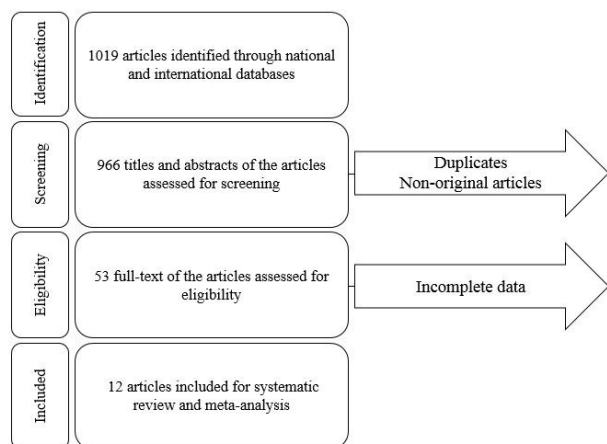 Identification
1019 articles identified through national
and international databases
Screening
966 titles and abstracts of the articles
assessed for screening
Duplicates
Non-original articles
Eligibility
53 full-text of the articles assessed for
eligibility
Incomplete data
Included
12 articles included for systematic
review and meta-analysis